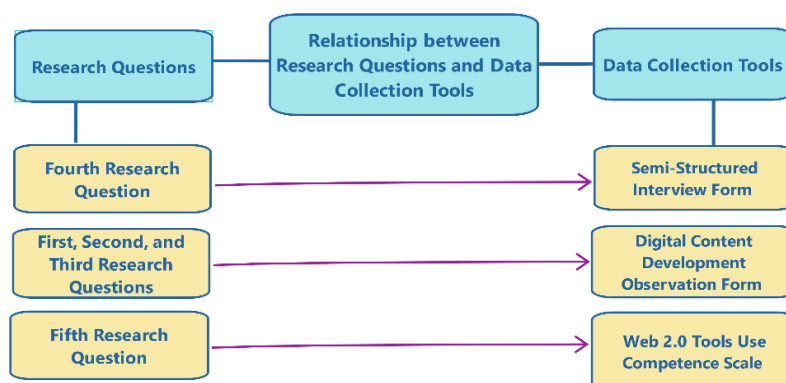 Research Questions
Relationship between
Research Questions and Data
Collection Tools
Data Collection Tools
Fourth Research
Question
Semi-Structured
Interview Form
First, Second, and
Third Research
Questions
Digital Content
Development
Observation Form
Fifth Research
Question
Web 2.0 Tools Use
Competence Scale